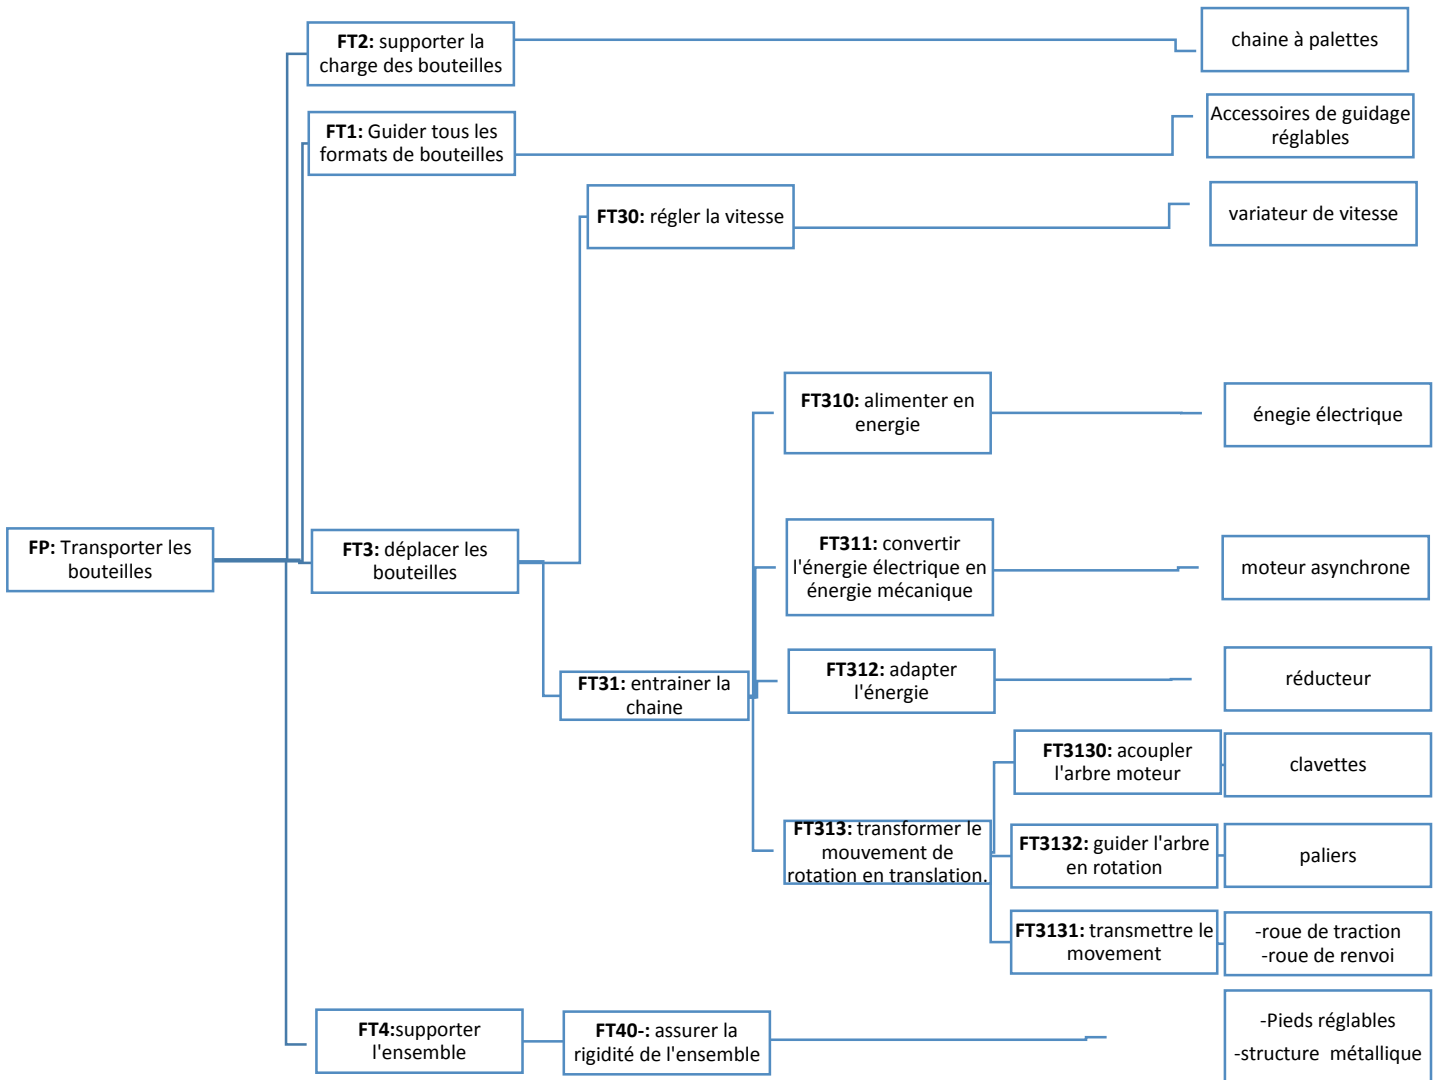 FT2: supporter la
charge des bouteilles
chaine à palettes
FT1: Guider tous les
formats de bouteilles
Accessoires de guidage
réglables
FT30: régler la vitesse
variateur de vitesse
FT310: alimenter en
energie
énegie électrique
FP: Transporter les
bouteilles
FT3: déplacer les
bouteilles
FT311: convertir
l'énergie électrique en
énergie mécanique
moteur asynchrone
FT31: entrainer la
chaine
FT312: adapter
l'énergie
réducteur
FT313: transformer le
mouvement de
rotation en translation.
FT3130: acoupler
l'arbre moteur
clavettes
FT3132: guider l'arbre
en rotation
paliers
FT3131: transmettre le
movement
-roue de traction
-roue de renvoi
FT4:supporter
l'ensemble
FT40-: assurer la
rigidité de l'ensemble
-Pieds réglables
-structure métallique